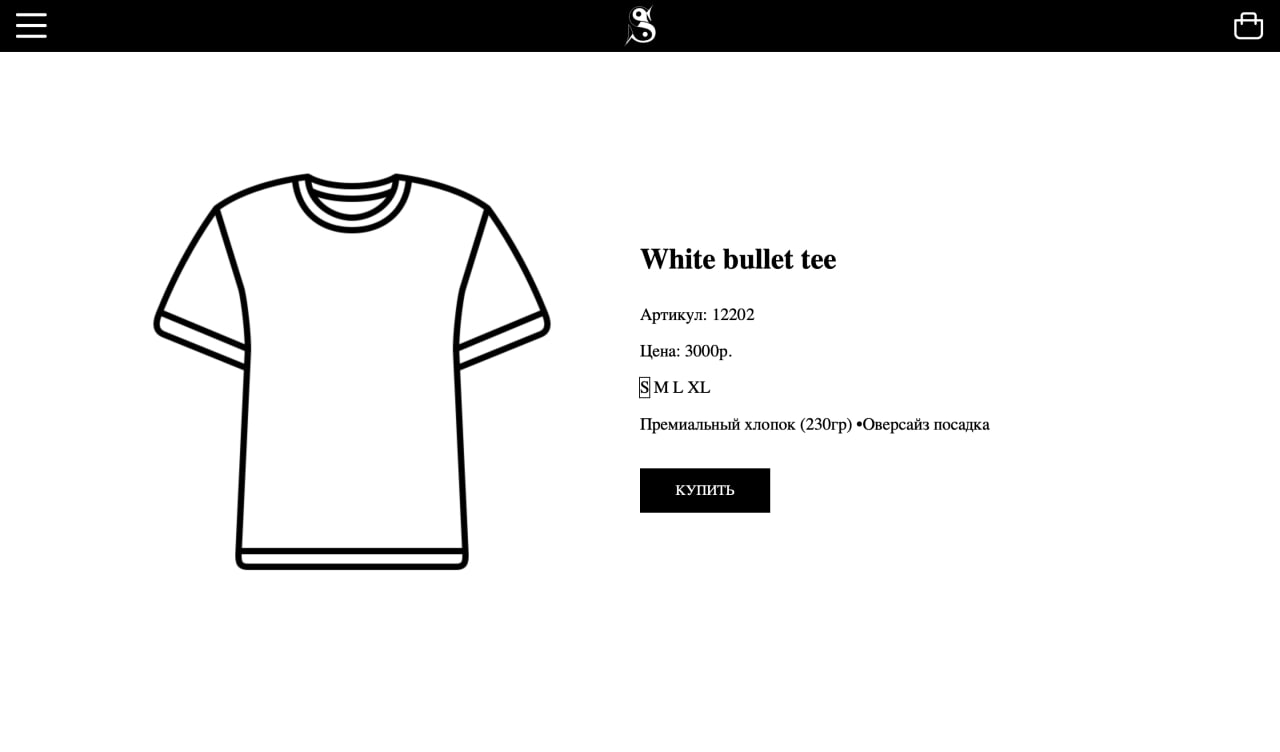 S
White bullet tee
Артикул: 12202
Цена: 3000р.
S M L XL
Премиальный хлопок (230гр) •Оверсайз посадка
КУПИТЬ